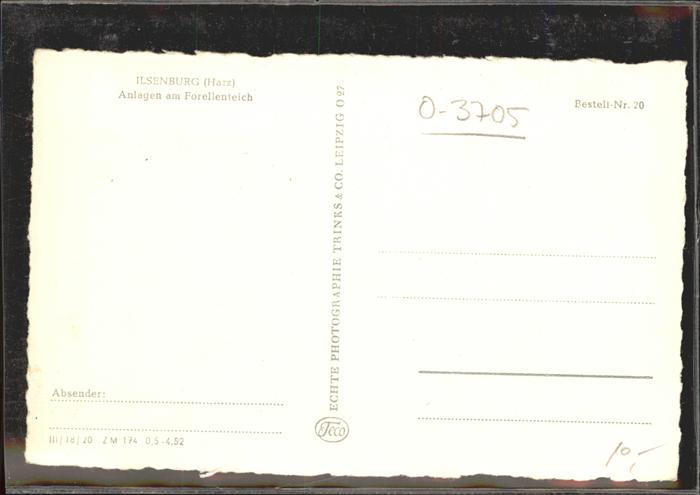 ILSENBURG (Harz)
Anlagen am Forellenteich
O-3705
Bestell-Nr. 20
ECHTE PHOTOGRAPHIE TRINKS & CO. LEIPZIG O 27
Absender:
Teco
III/18/20 ZM 174 0,5-4.52
10,-